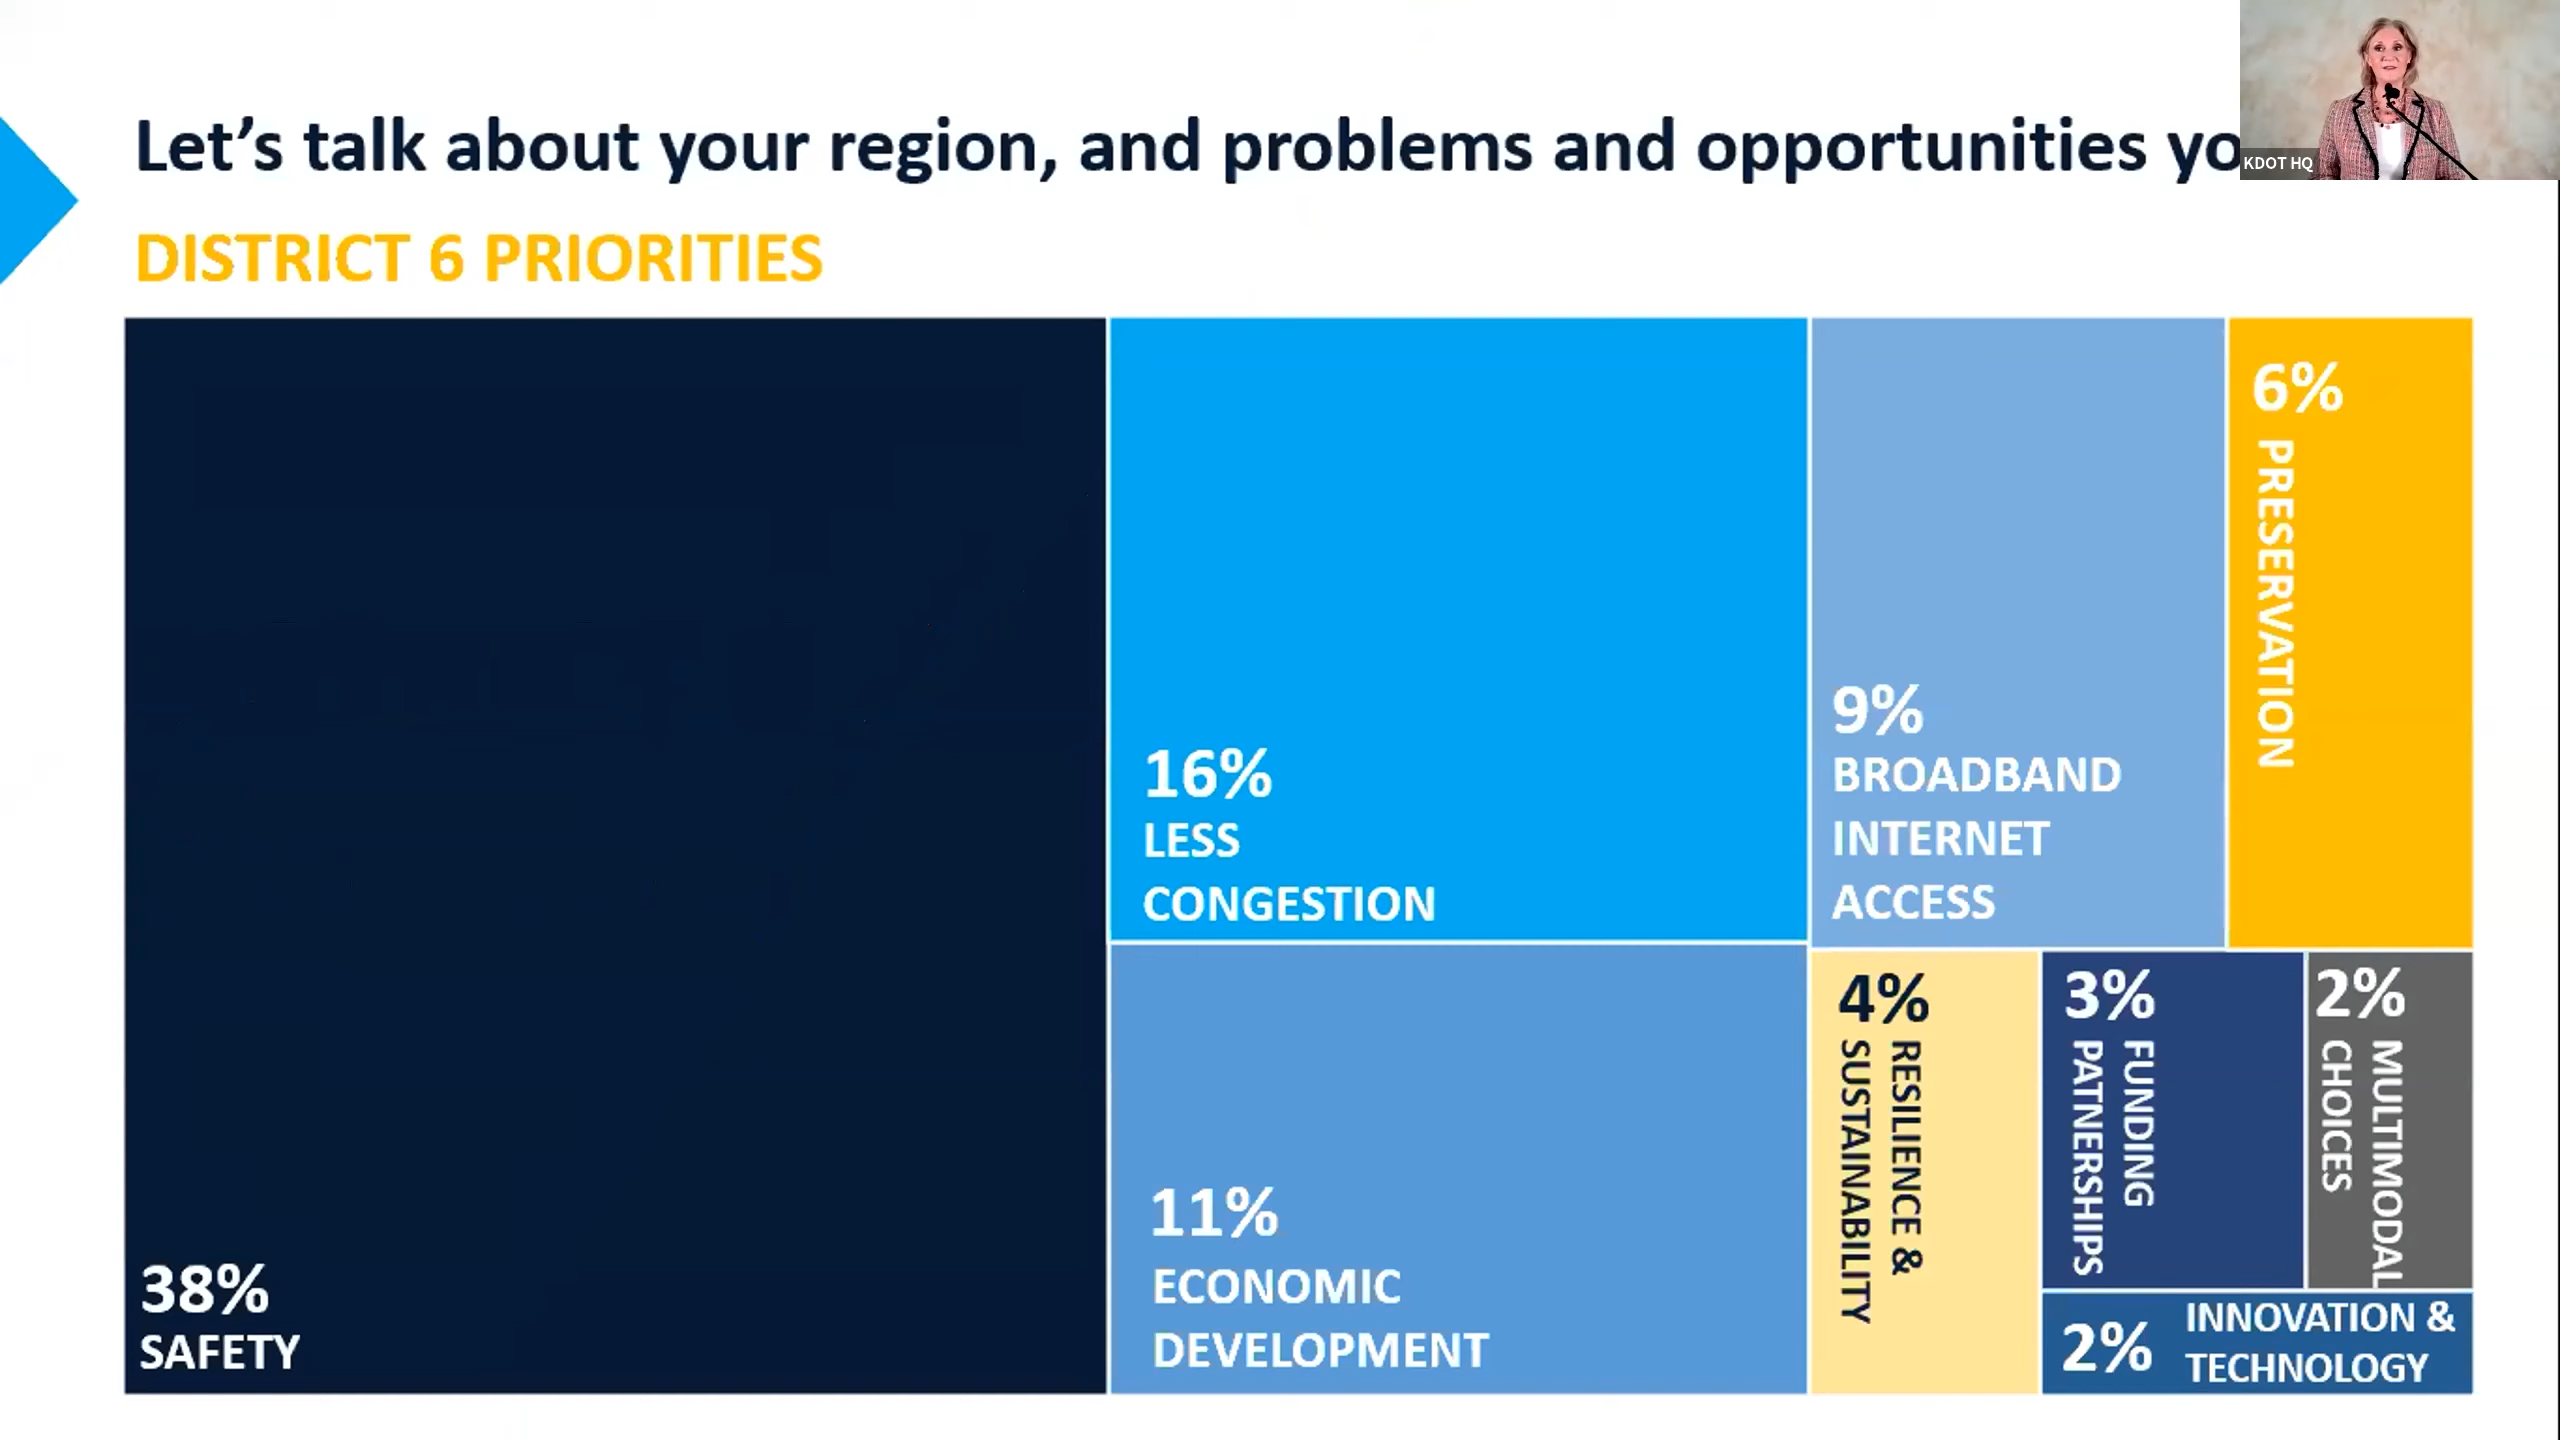 Let's talk about your region, and problems and opportunities yo
KDOT HQ
DISTRICT 6 PRIORITIES
38%
SAFETY
16%
LESS
CONGESTION
11%
ECONOMIC
DEVELOPMENT
9%
BROADBAND
INTERNET
ACCESS
6%
PRESERVATION
4%
RESILIENCE &
SUSTAINABILITY
3%
FUNDING
PATNERSHIPS
2%
MULTIMODAL
CHOICES
2%
INNOVATION &
TECHNOLOGY